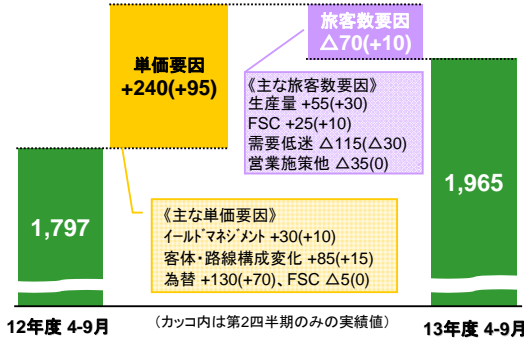 単価要因
+240(+95)
旅客数要因
△70(+10)
《主な旅客数要因》
生産量 +55(+30)
FSC +25(+10)
需要低迷 △115(△30)
営業施策他 △35(0)
1,797
《主な単価要因》
ｲｰﾙﾄﾞﾏﾈｼﾞﾒﾝﾄ +30(+10)
客体・路線構成変化 +85(+15)
為替 +130(+70)、FSC △5(0)
1,965
12年度 4-9月
(カッコ内は第2四半期のみの実績値)
13年度 4-9月